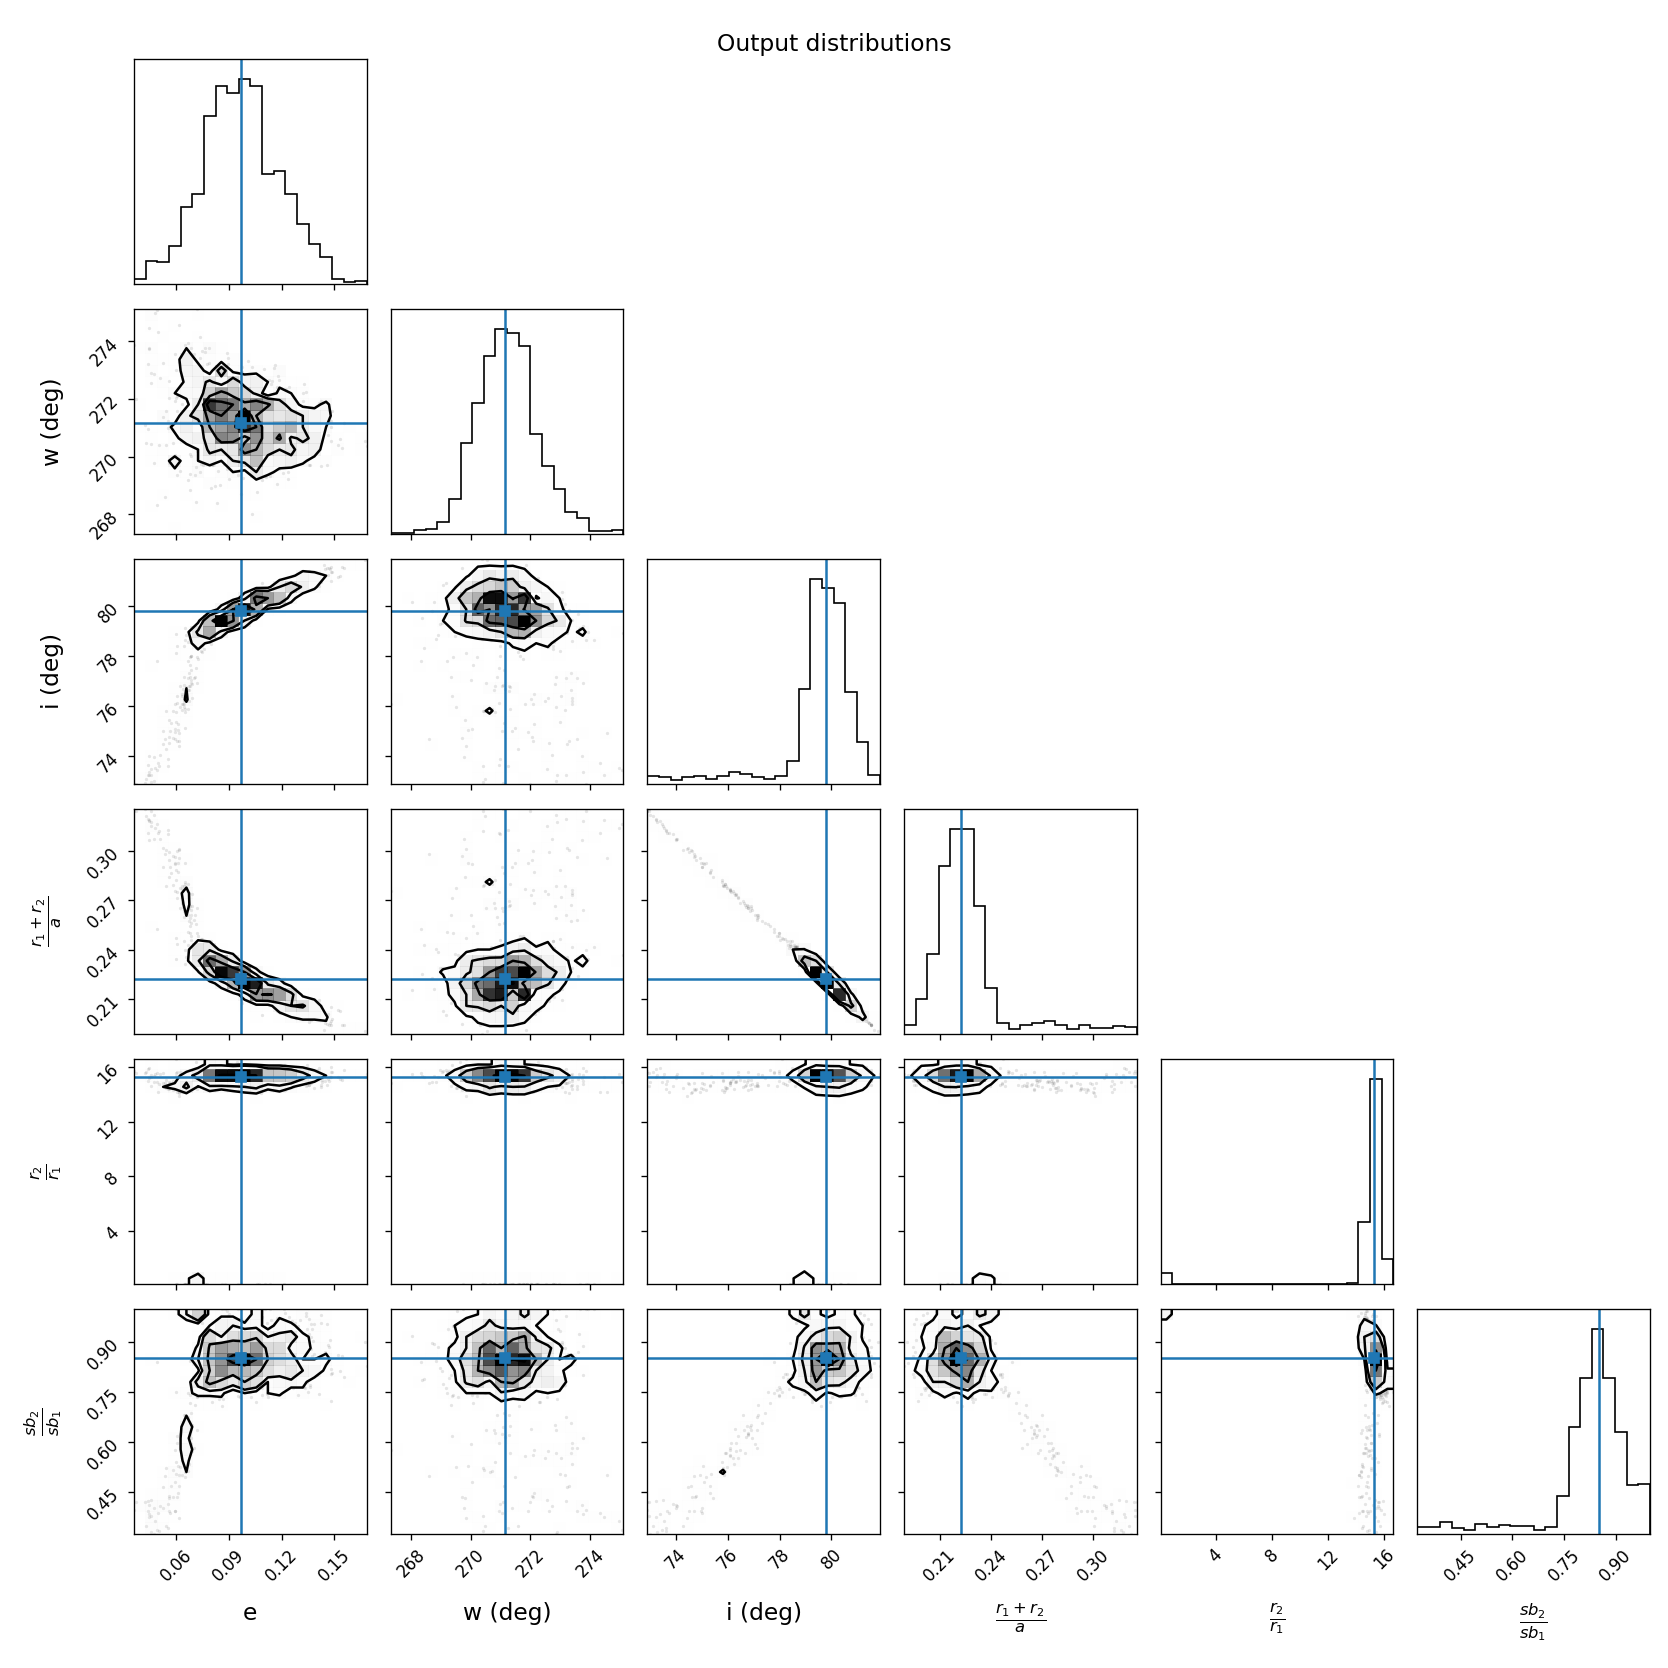 Output distributions
w (deg)
274
272
270
268
i (deg)
80
78
76
74
r₁ + r₂
a
0.30
0.27
0.24
0.21
r₂
r₁
16
12
8
4
sb₂
sb₁
0.90
0.75
0.60
0.45
0.06 0.09 0.12 0.15 268 270 272 274 74 76 78 80 0.21 0.24 0.27 0.30 4 8 12 16 0.45 0.60 0.75 0.90
e w (deg) i (deg) r₁ + r₂ r₂ sb₂
a r₁ sb₁